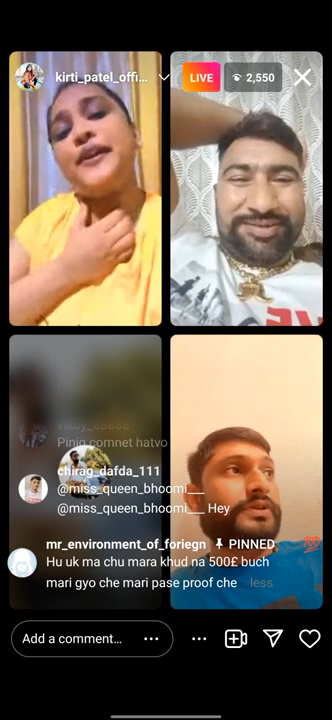 kirti_patel_offi...
LIVE
2,550
Pinig comnet hatvo
chirag_dafda_111
@miss_queen_bhoomi___
@miss_queen_bhoomi___ Hey
mr_environment_of_foriegn PINNED
Hu uk ma chu mara khud na 500£ buch
mari gyo che mari pase proof che less
Add a comment...